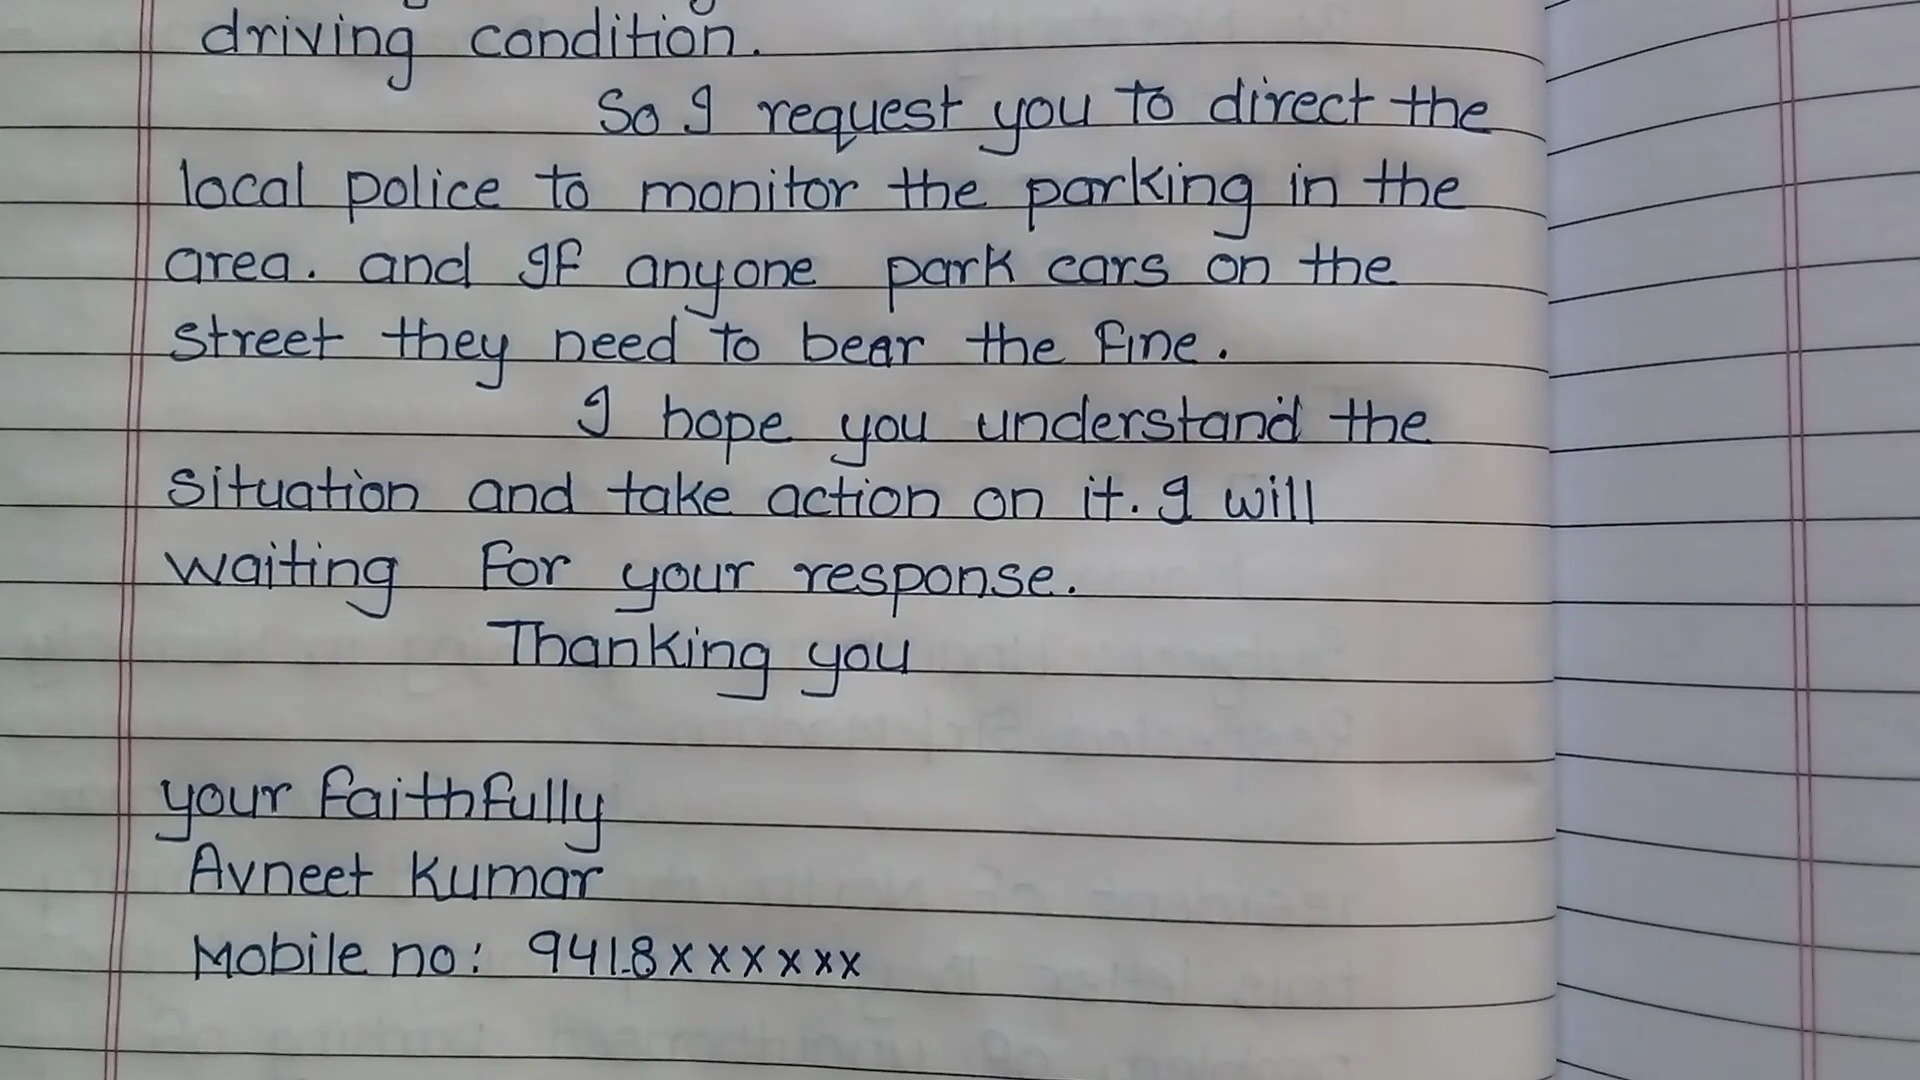 driving condition.
So I request you to direct the
local police to monitor the parking in the
area. and If anyone park cars on the
street they need to bear the fine.
I hope you understand the
situation and take action on it. I will
waiting for your response.
Thanking you
your faithfully
Avneet Kumar
Mobile no: 9418xxxxxx